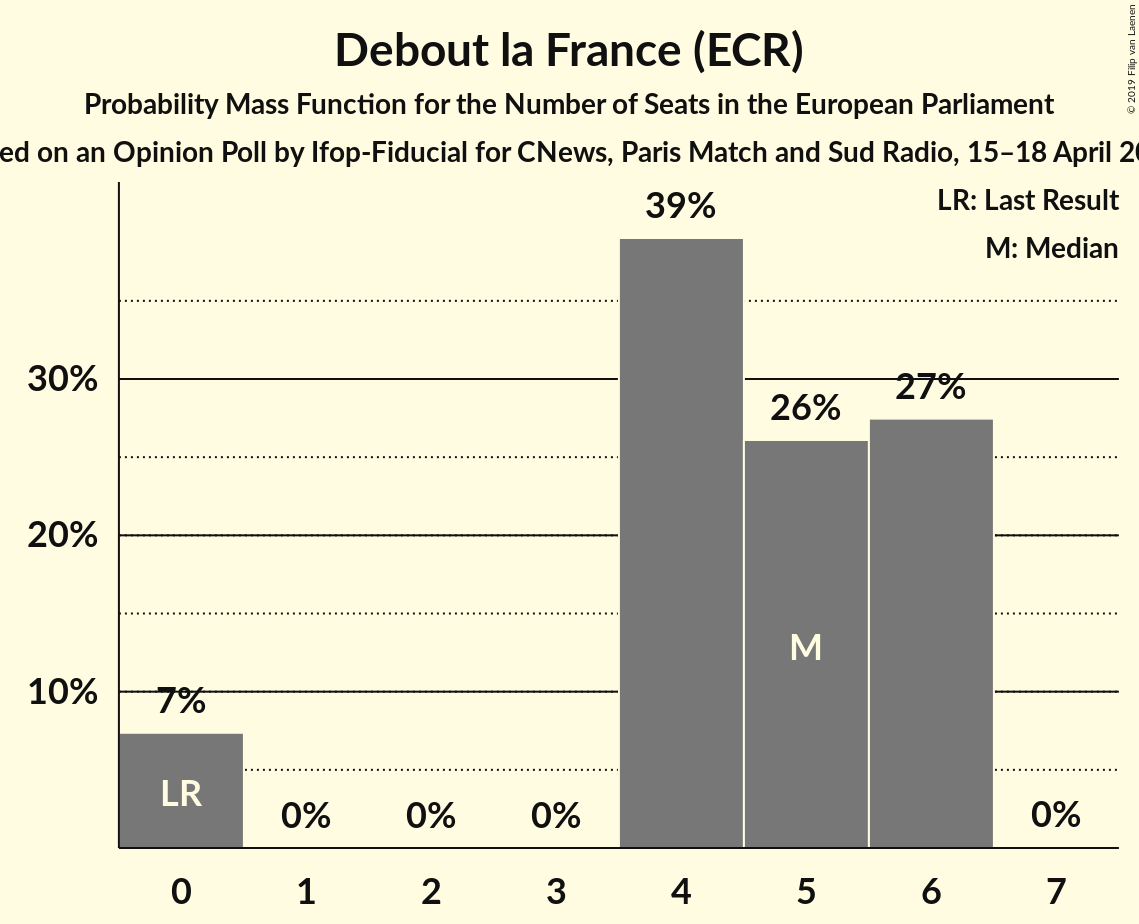 Debout la France (ECR)
Probability Mass Function for the Number of Seats in the European Parliament
on an Opinion Poll by Ifop-Fiducial for CNews, Paris Match and Sud Radio, 15–18 April
© 2019 Filip van Laenen
LR: Last Result
M: Median
39%
30%
27%
26%
20%
M
10%
7%
LR
0%
0%
0%
0%
0 1 2 3 4 5 6 7